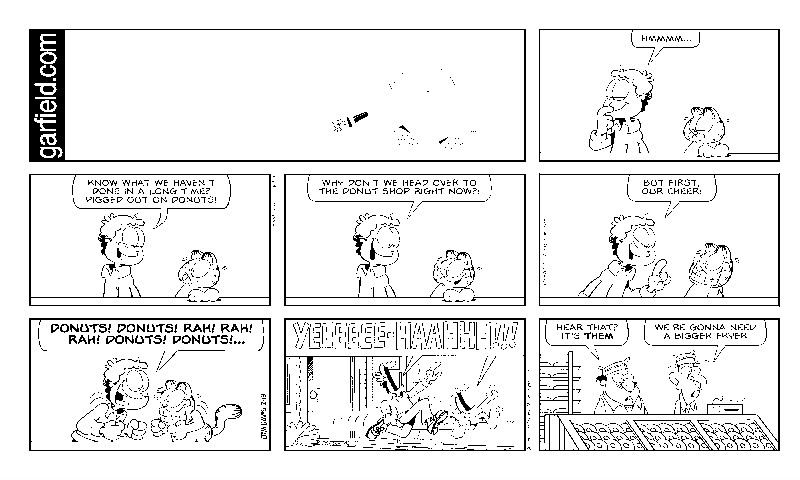 garfield.com
HMMMM...
KNOW WHAT WE HAVEN'T
DONE IN A LONG TIME?
PIGGED OUT ON DONUTS!
WHY DON'T WE HEAD OVER TO
THE DONUT SHOP RIGHT NOW?!
BUT FIRST,
OUR CHEER!
DONUTS! DONUTS! RAH! RAH!
RAH! DONUTS! DONUTS!...
HEAR THAT?
IT'S THEM
WE'RE GONNA NEED
A BIGGER FRYER